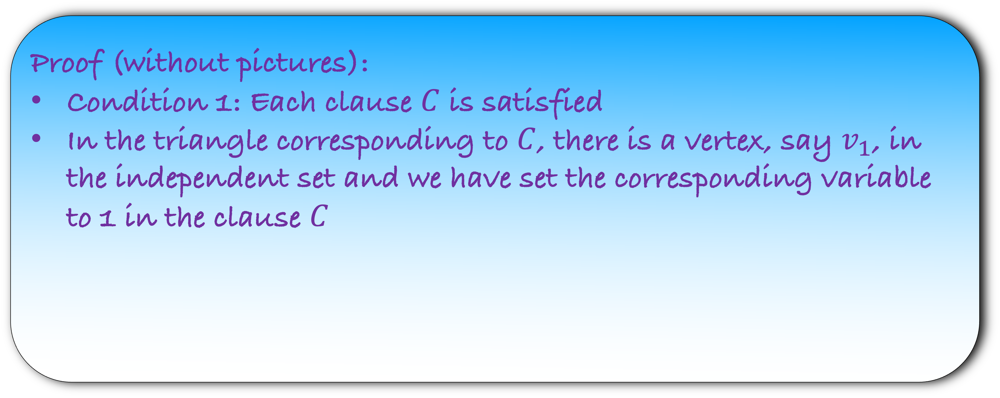 Proof (without pictures):
• Condition 1: Each clause C is satisfied
• In the triangle corresponding to C, there is a vertex, say v₁, in
the independent set and we have set the corresponding variable
to 1 in the clause C